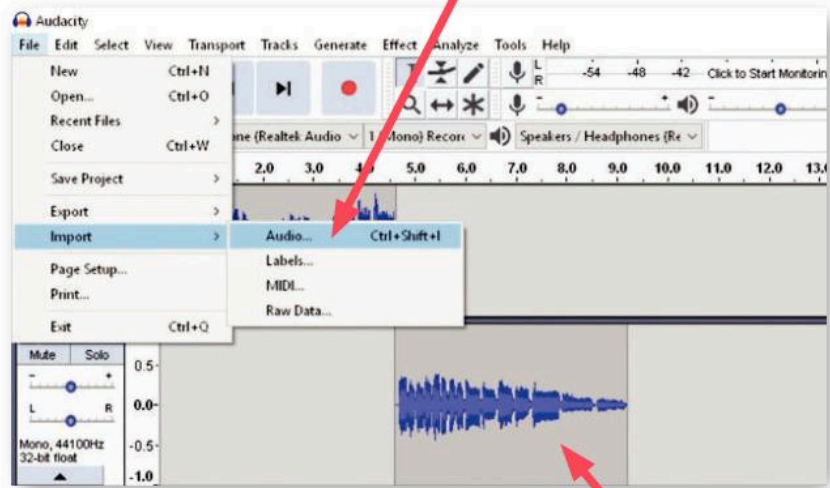 Audacity
File Edit Select View Transport Tracks Generate Effect Analyze Tools Help
New Ctrl+N
Open... Ctrl+O
Recent Files >
Close Ctrl+W
Save Project >
Export >
Import >
Page Setup...
Print...
Exit Ctrl+Q
Audio... Ctrl+Shift+I
Labels...
MIDI...
Raw Data...
L
R
-54 -48 -42 Click to Start Monitorin
- +
(Realtek Audio 1 (Mono) Recor Speakers / Headphones (Re
2.0 3.0 5.0 6.0 7.0 8.0 9.0 10.0 11.0 12.0 13.
Mute Solo
- +
L R
Mono, 44100Hz
32-bit float
0.5-
0.0-
-0.5-
-1.0